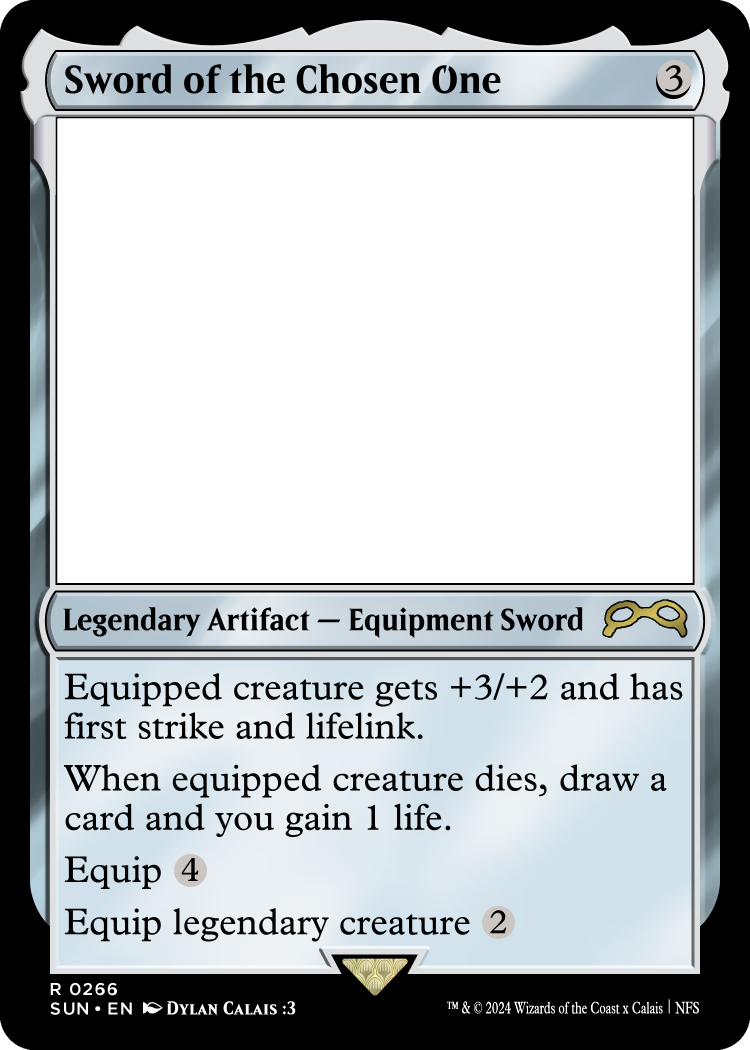 Sword of the Chosen One 3
Legendary Artifact — Equipment Sword
Equipped creature gets +3/+2 and has
first strike and lifelink.
When equipped creature dies, draw a
card and you gain 1 life.
Equip 4
Equip legendary creature 2
R 0266
SUN • EN Dylan Calais :3
™ & © 2024 Wizards of the Coast x Calais | NFS